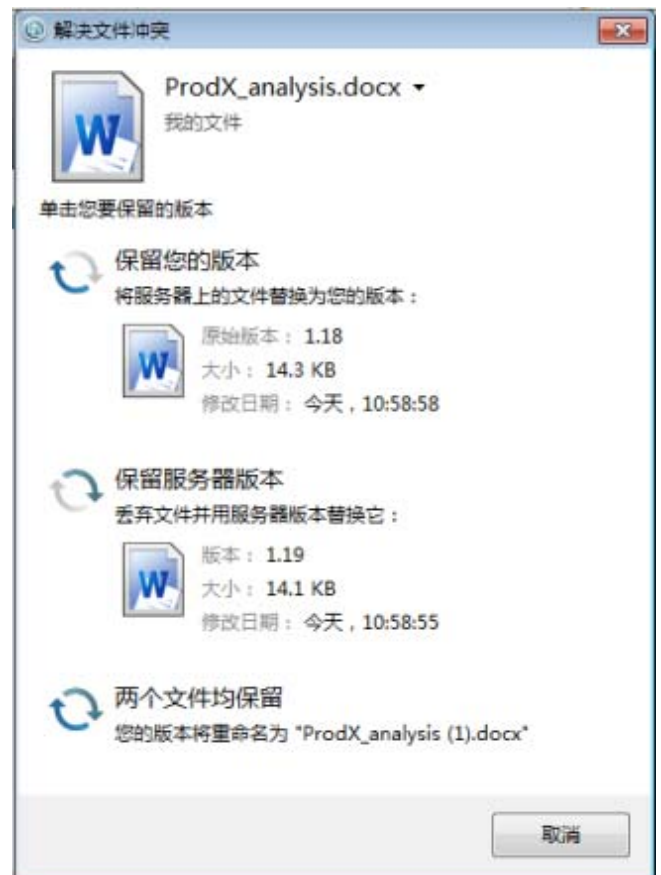 解决文件冲突
ProdX_analysis.docx
我的文件
单击您要保留的版本
保留您的版本
将服务器上的文件替换为您的版本：
原始版本： 1.18
大小： 14.3 KB
修改日期： 今天，10:58:58
保留服务器版本
丢弃文件并用服务器版本替换它：
版本： 1.19
大小： 14.1 KB
修改日期： 今天，10:58:55
两个文件均保留
您的版本将重命名为 "ProdX_analysis (1).docx"
取消